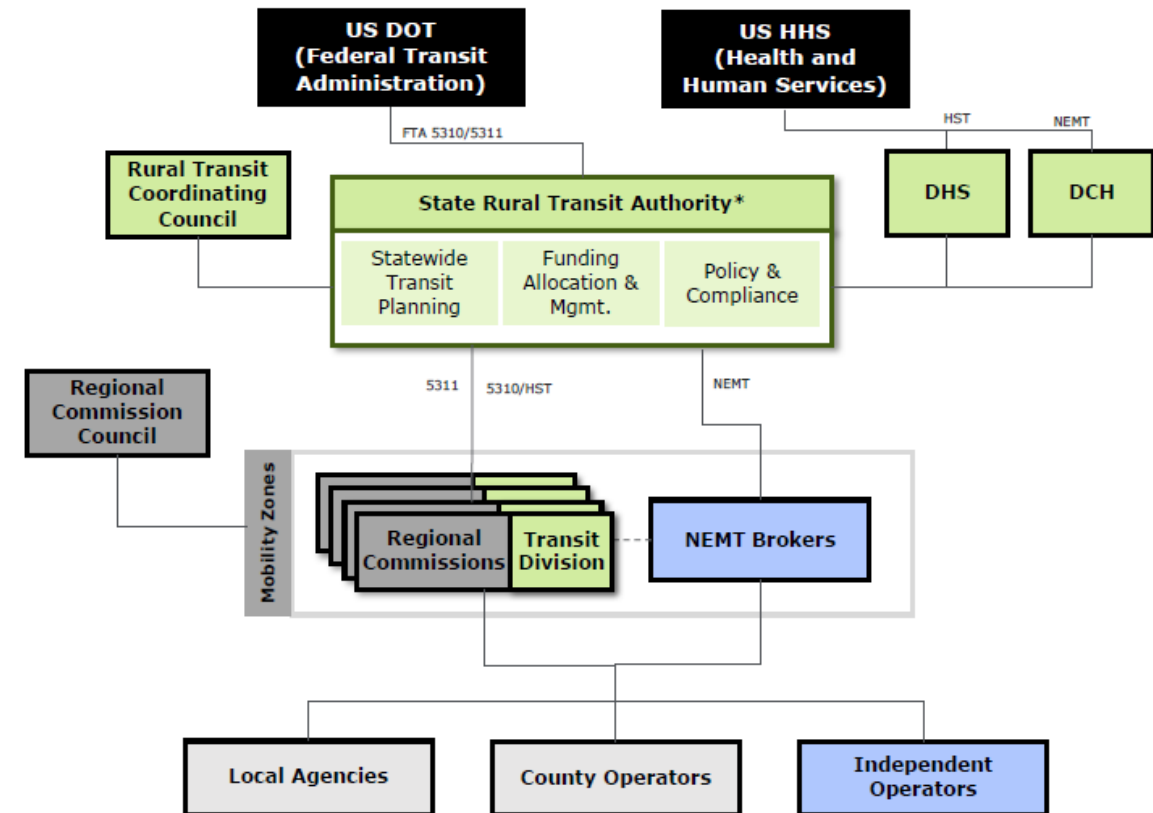 US DOT
(Federal Transit
Administration)
US HHS
(Health and
Human Services)
FTA 5310/5311
HST
NEMT
Rural Transit
Coordinating
Council
State Rural Transit Authority*
DHS
DCH
Statewide
Transit
Planning
Funding
Allocation &
Mgmt.
Policy &
Compliance
5311
5310/HST
NEMT
Regional
Commission
Council
Mobility Zones
Regional
Commissions
Transit
Division
NEMT Brokers
Local Agencies
County Operators
Independent
Operators